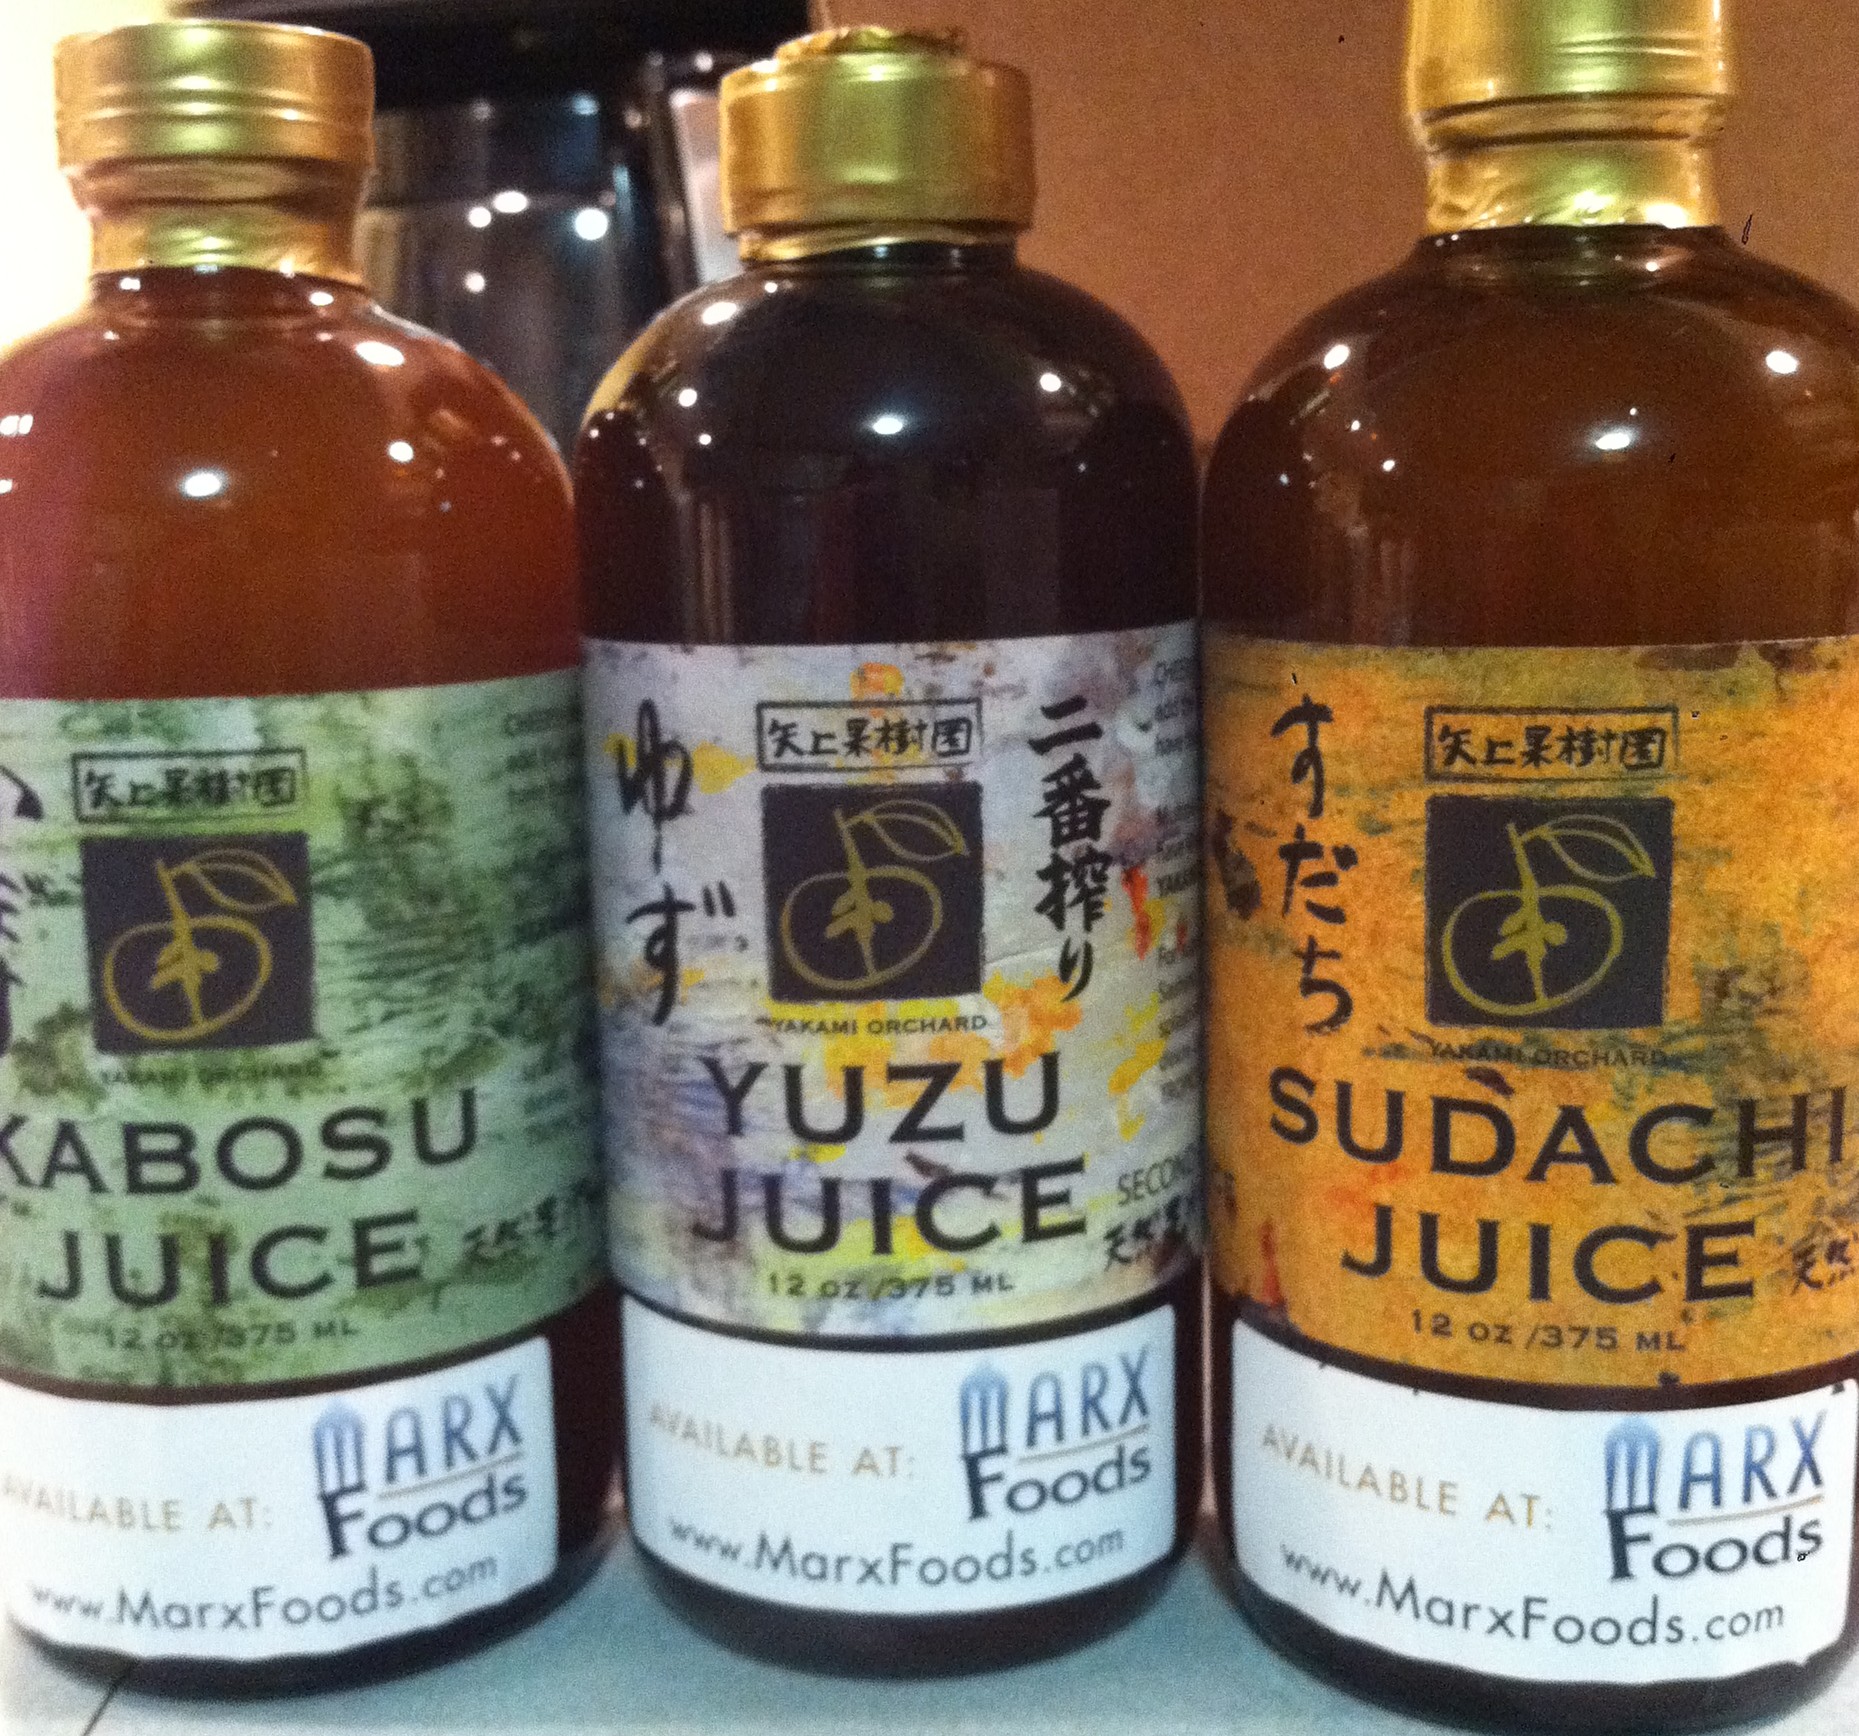 矢上果樹園
YAKAMI ORCHARD
KABOSU
JUICE
12 OZ /375 ML
AVAILABLE AT:
MARX
Foods
www.MarxFoods.com
ゆず
矢上果樹園
二番搾り
YAKAMI ORCHARD
YUZU
JUICE
12 OZ /375 ML
AVAILABLE AT:
MARX
Foods
www.MarxFoods.com
すだち
矢上果樹園
YAKAMI ORCHARD
SUDACHI
JUICE
天然
12 OZ /375 ML
AVAILABLE AT:
MARX
Foods
www.MarxFoods.com